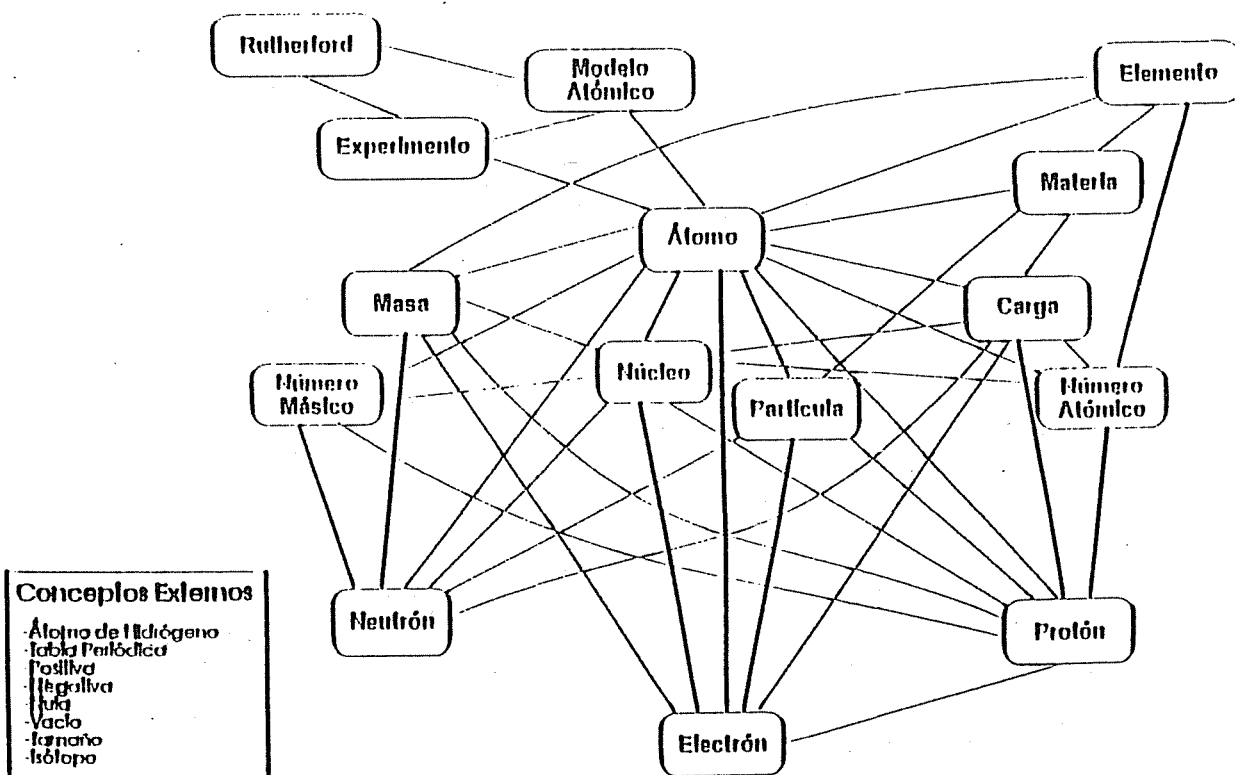 Rutherford
Modelo
Atómico
Elemento
Experimento
Materia
Átomo
Masa
Carga
Número
Másico
Núcleo
Partícula
Número
Atómico
Neutrón
Protón
Electrón
Conceptos Externos
-Átomo de Hidrógeno
-Tabla Periódica
-Positiva
-Negativa
-Nula
-Vacío
-Tamaño
-Isótopo